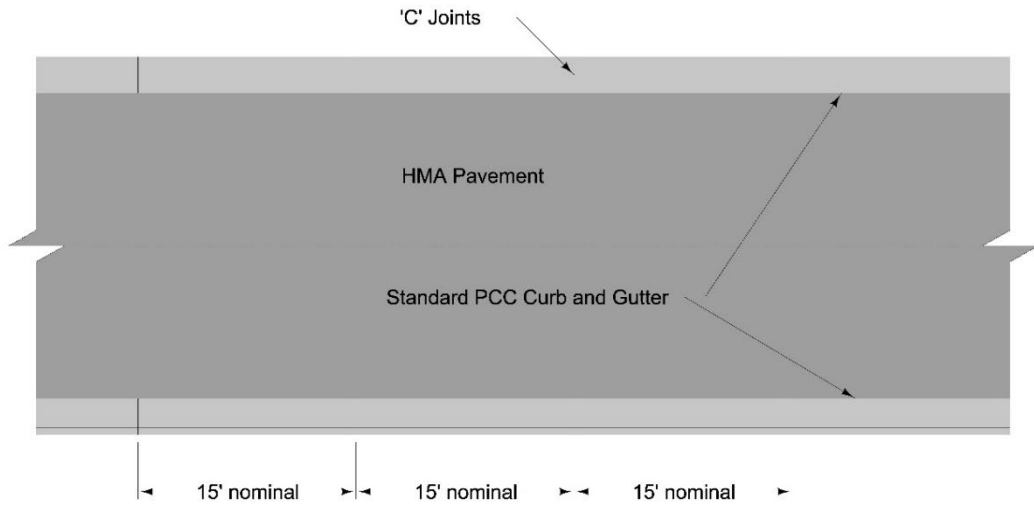 'C' Joints
HMA Pavement
Standard PCC Curb and Gutter
15' nominal 15' nominal 15' nominal